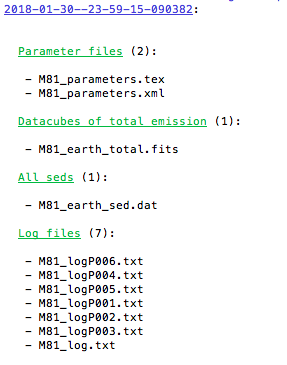 2018-01-30--23-59-15-090382:
Parameter files (2):
- M81_parameters.tex
- M81_parameters.xml
Datacubes of total emission (1):
- M81_earth_total.fits
All seds (1):
- M81_earth_sed.dat
Log files (7):
- M81_logP006.txt
- M81_logP004.txt
- M81_logP005.txt
- M81_logP001.txt
- M81_logP002.txt
- M81_logP003.txt
- M81_log.txt